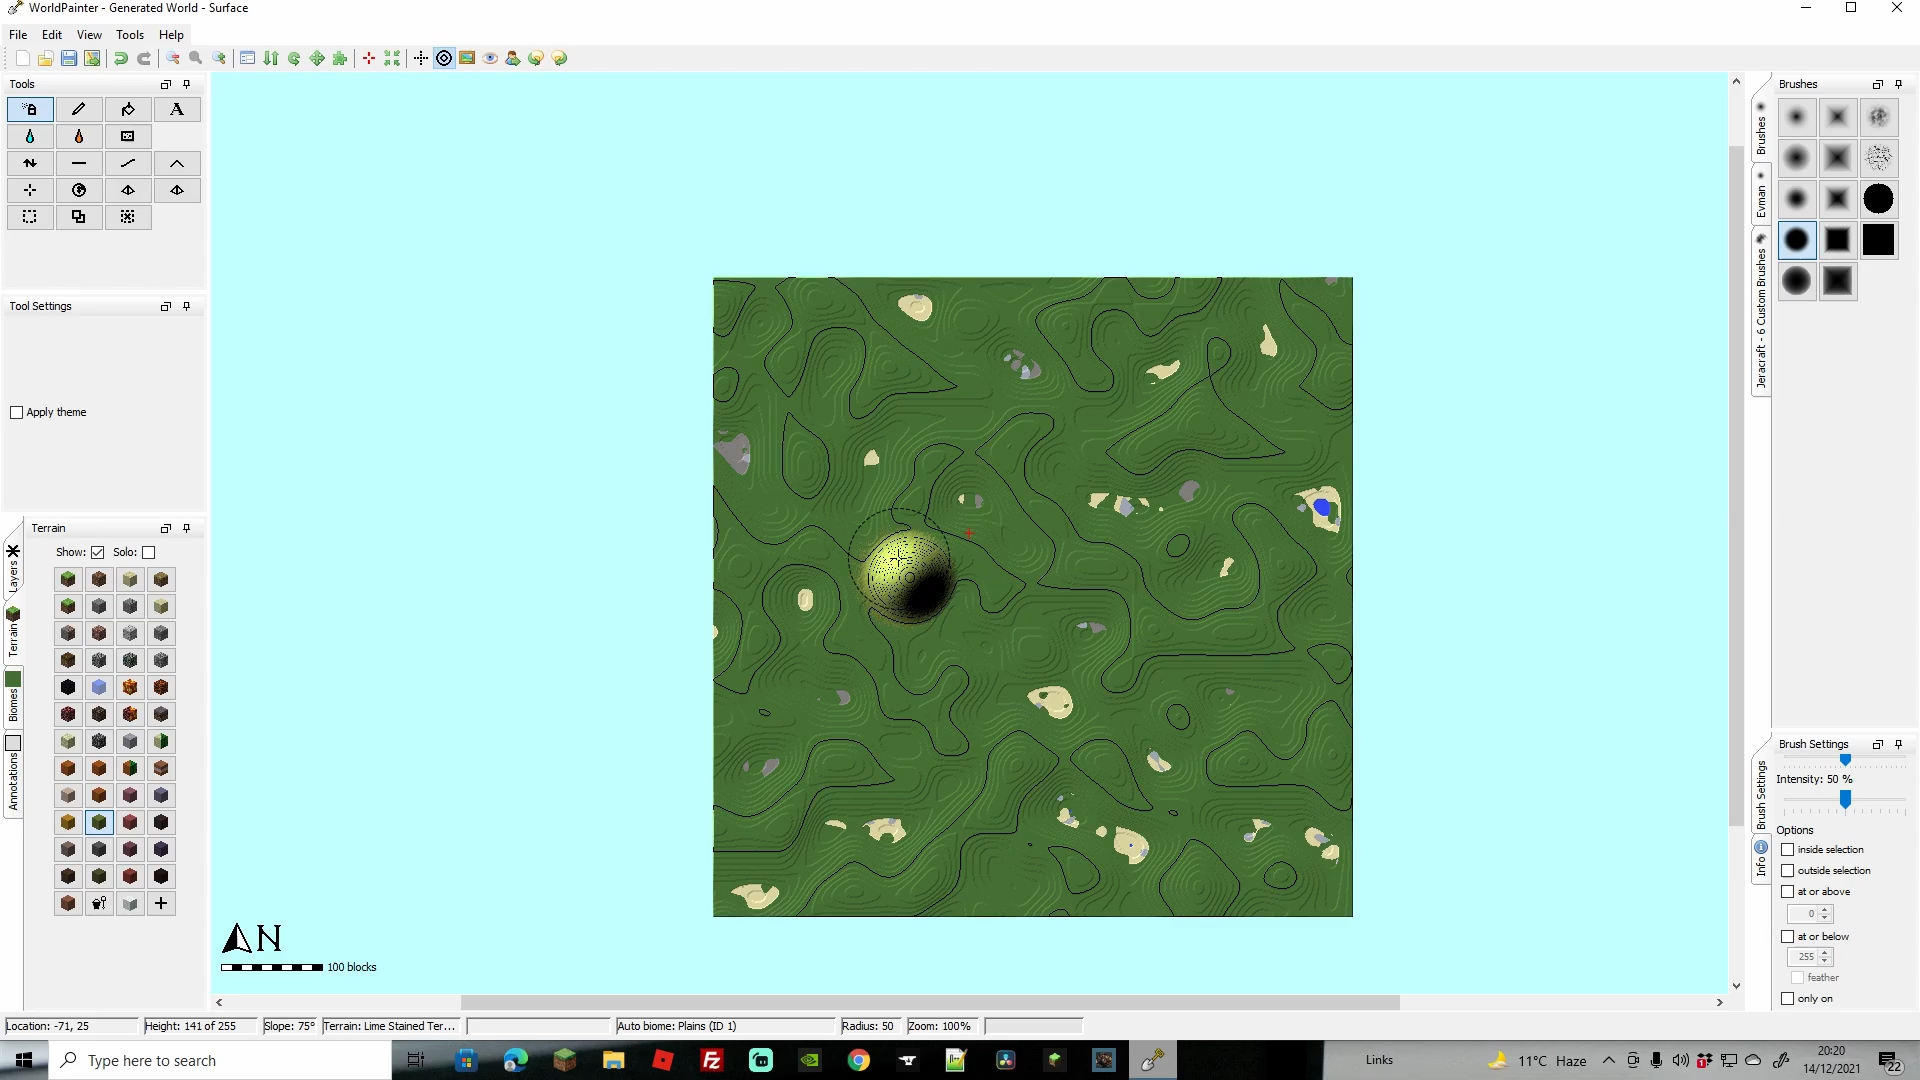 WorldPainter - Generated World - Surface
File Edit View Tools Help
Tools
A
Tool Settings
Apply theme
Terrain
Show: Solo:
Layers
Terrain
Biomes
Annotations
N
100 blocks
Brushes
Brushes
Evman
Jeracraft - 6 Custom Brushes
Brush Settings
Brush Settings
Info
Intensity: 50 %
Options
inside selection
outside selection
at or above
0
at or below
255
feather
only on
Location: -71, 25 Height: 141 of 255 Slope: 75° Terrain: Lime Stained Ter... Auto biome: Plains (ID 1) Radius: 50 Zoom: 100%
Type here to search
Links
11°C Haze
20:20
14/12/2021
22